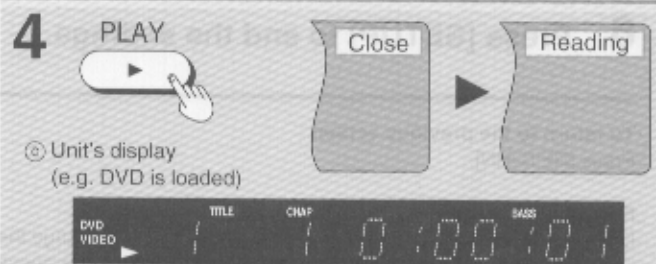 4 PLAY
Close
Reading
ⓒ Unit's display
(e.g. DVD is loaded)
TITLE CHAP BASS
DVD
VIDEO 1 1 0:00:01